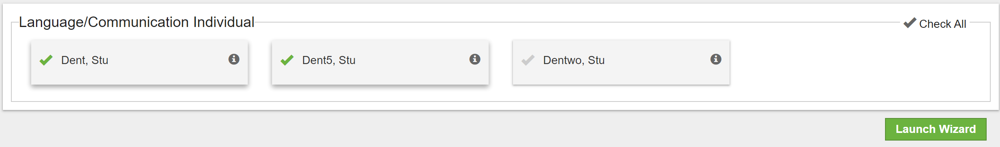 Language/Communication Individual
Check All
Dent, Stu
Dent5, Stu
Dentwo, Stu
Launch Wizard